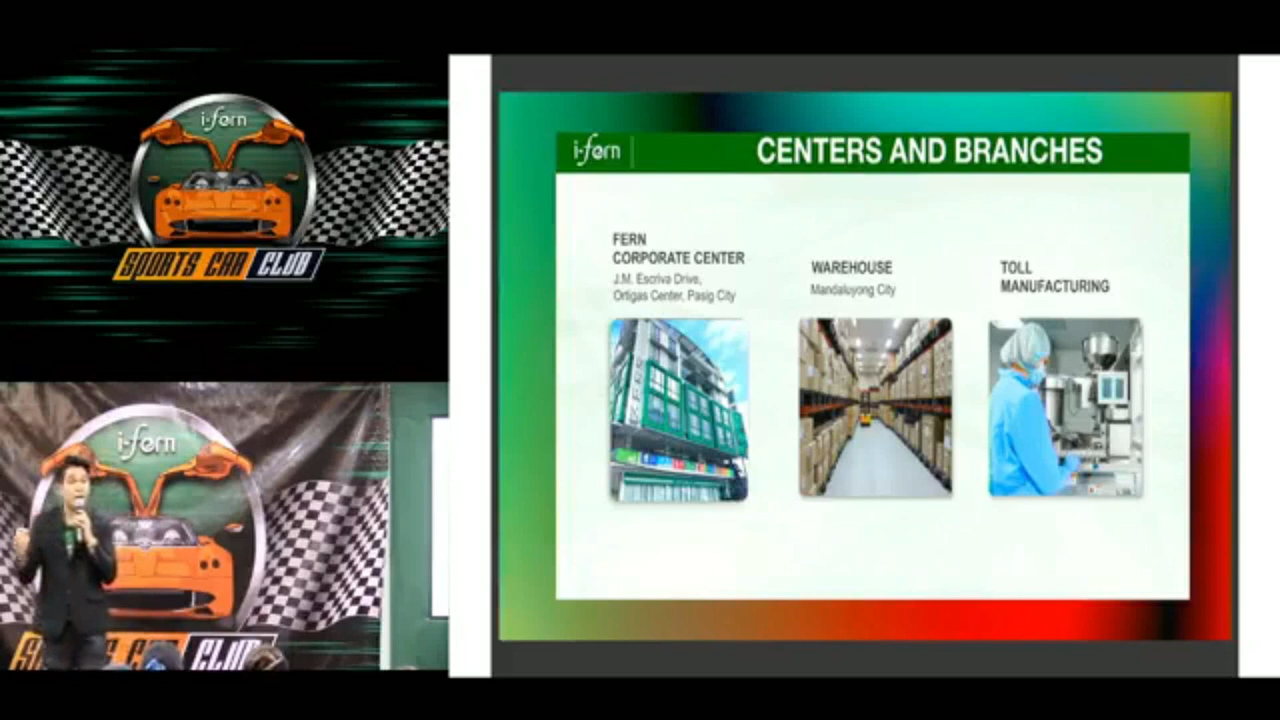 i-fern
SPORTS CAR CLUB
i-fern
CLUB
i-fern
CENTERS AND BRANCHES
FERN
CORPORATE CENTER
J.M. Escriva Drive,
Ortigas Center, Pasig City
WAREHOUSE
Mandaluyong City
TOLL
MANUFACTURING